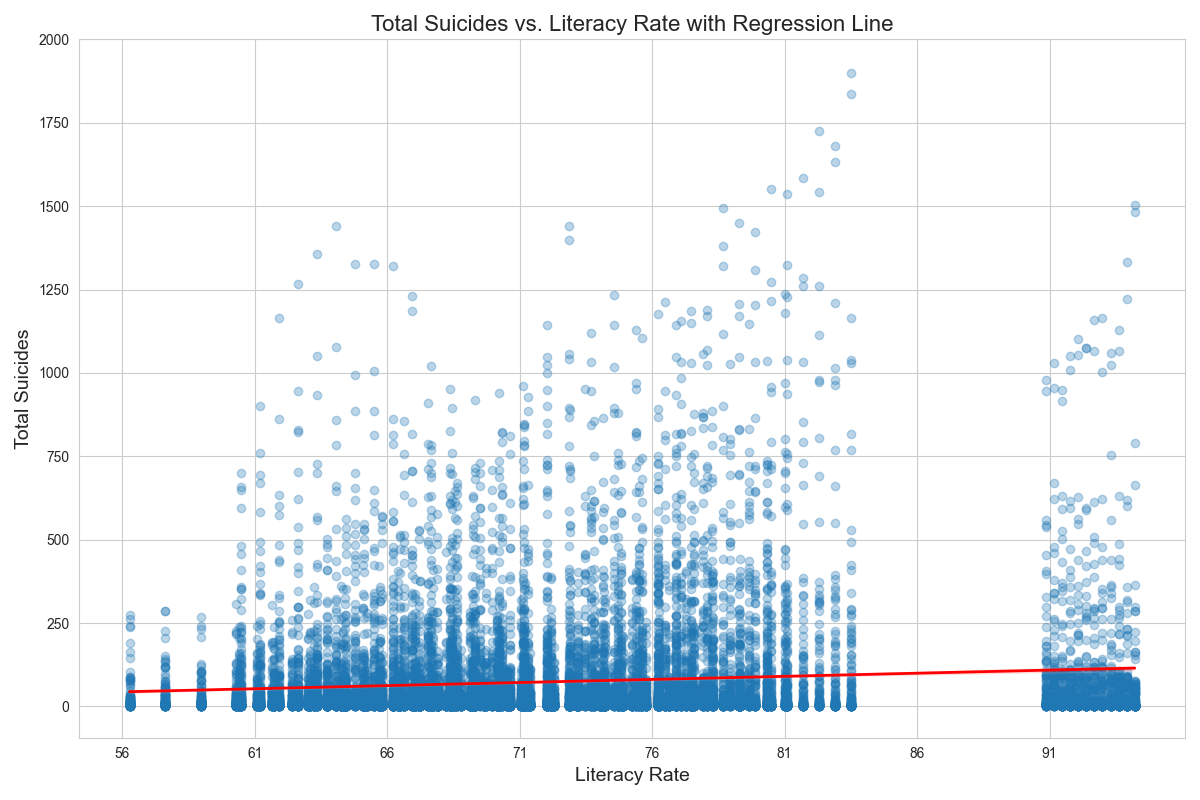 Total Suicides vs. Literacy Rate with Regression Line
2000
1750
1500
1250
1000
750
500
250
0
Total Suicides
56 61 66 71 76 81 86 91
Literacy Rate